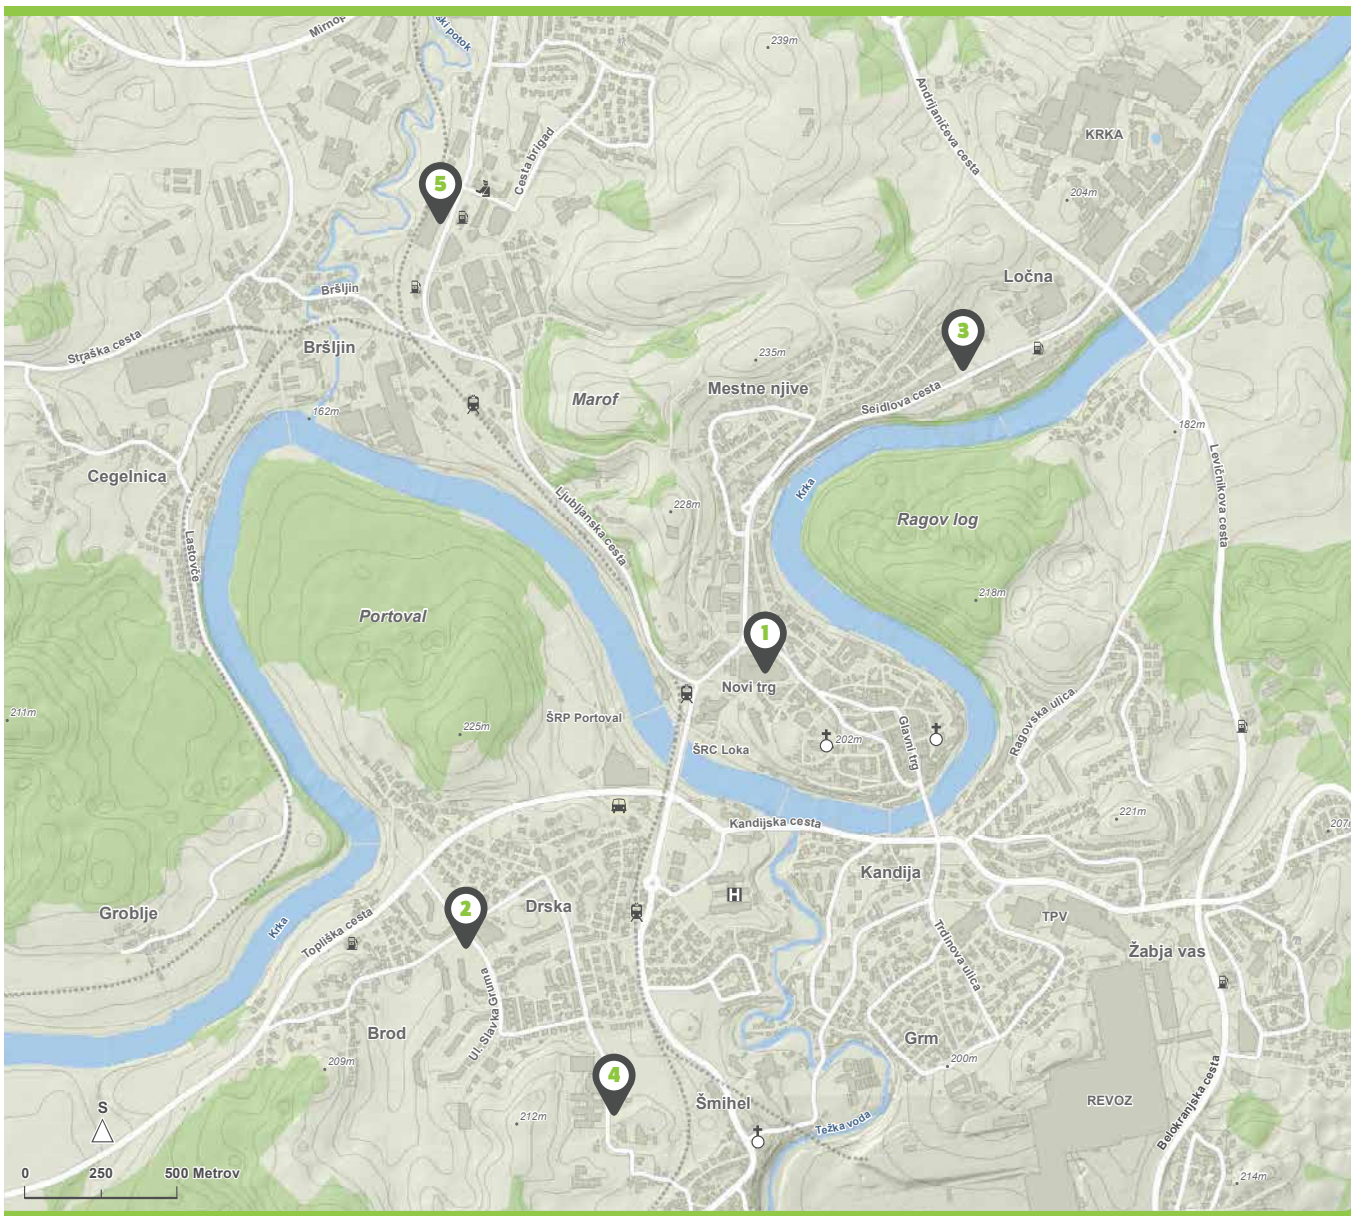 Mirnop
ski potok
239m
Andrijaničeva cesta
KRKA
Cesta brigad
5
204m
Ločna
Bršljin
3
Straška cesta
Bršljin
235m
Marof
Mestne njive
Seidlova cesta
162m
182m
Cegelnica
Krka
Ljubljanska cesta
228m
Ragov log
Levičnikova cesta
Lastovče
218m
Portoval
1
Novi trg
211m
ŠRP Portoval
225m
Glavni trg
Ragovska ulica
202m
ŠRC Loka
Kandijska cesta
221m
207m
Kandija
H
2
Drska
Groblje
Krka
Topliška cesta
TPV
Trdinova ulica
Žabja vas
Ul. Slavka Gruma
Brod
Grm
209m
200m
4
Šmihel
REVOZ
S
212m
Težka voda
Belokranjska cesta
0 250 500 Metrov
214m